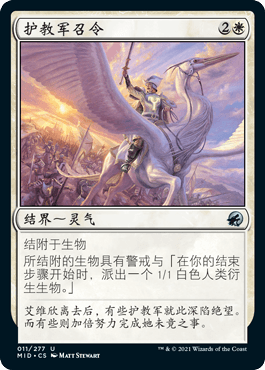 护教军召令 2
结界～灵气
结附于生物
所结附的生物具有警戒与「在你的结束
步骤开始时，派出一个 1/1 白色人类衍
生生物。」
艾维欣离去后，有些护教军就此深陷绝望。
而有些则加倍努力完成她未竟之事。
011/277 U
MID • CS MATT STEWART
™ & © 2021 Wizards of the Coast